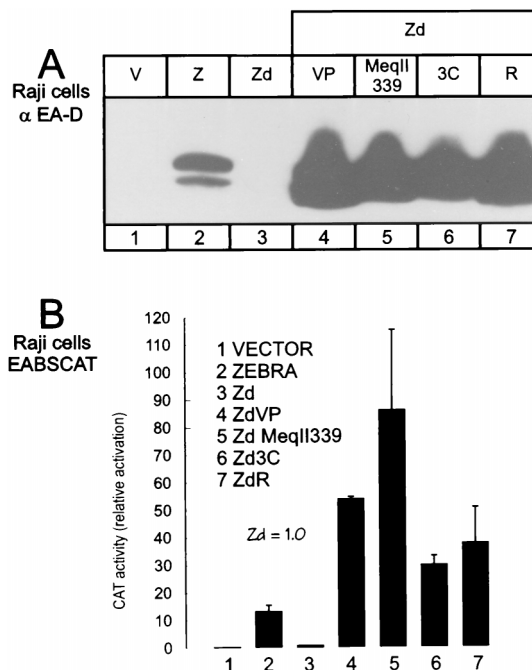 Zd
A
V Z Zd VP MeqII 339 3C R
Raji cells
α EA-D
1 2 3 4 5 6 7
B
Raji cells
EABSCAT
CAT activity (relative activation)
120
110
100
90
80
70
60
50
40
30
20
10
0
1 VECTOR
2 ZEBRA
3 Zd
4 ZdVP
5 Zd MeqII339
6 Zd3C
7 ZdR
Zd = 1.0
1 2 3 4 5 6 7